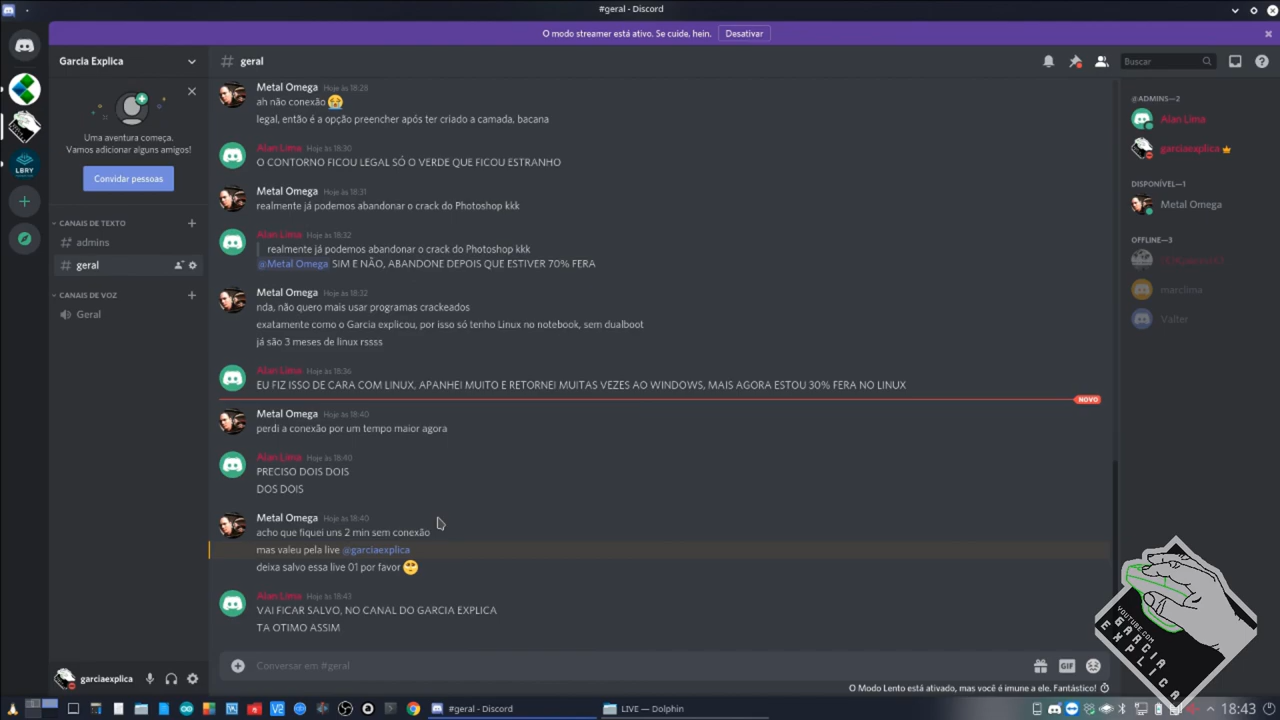 #geral - Discord
O modo streamer está ativo. Se cuide, hein.
Desativar
Garcia Explica
geral
Buscar
Uma aventura começa.
Vamos adicionar alguns amigos!
Convidar pessoas
CANAIS DE TEXTO
admins
geral
CANAIS DE VOZ
Geral
LBRY
Metal Omega Hoje às 18:28
ah não conexão
legal, então é a opção preencher após ter criado a camada, bacana
Alan Lima Hoje às 18:30
O CONTORNO FICOU LEGAL SÓ O VERDE QUE FICOU ESTRANHO
Metal Omega Hoje às 18:31
realmente já podemos abandonar o crack do Photoshop kkk
Alan Lima Hoje às 18:32
realmente já podemos abandonar o crack do Photoshop kkk
@Metal Omega SIM E NÃO, ABANDONE DEPOIS QUE ESTIVER 70% FERA
Metal Omega Hoje às 18:32
nda, não quero mais usar programas crackeados
exatamente como o Garcia explicou, por isso só tenho Linux no notebook, sem dualboot
já são 3 meses de linux rssss
Alan Lima Hoje às 18:36
EU FIZ ISSO DE CARA COM LINUX, APANHEI MUITO E RETORNEI MUITAS VEZES AO WINDOWS, MAIS AGORA ESTOU 30% FERA NO LINUX
NOVO
Metal Omega Hoje às 18:40
perdi a conexão por um tempo maior agora
Alan Lima Hoje às 18:40
PRECISO DOIS DOIS
DOS DOIS
Metal Omega Hoje às 18:40
acho que fiquei uns 2 min sem conexão
mas valeu pela live @garciaexplica
deixa salvo essa live 01 por favor
Alan Lima Hoje às 18:43
VAI FICAR SALVO, NO CANAL DO GARCIA EXPLICA
TA OTIMO ASSIM
Conversar em #geral
GIF
O Modo Lento está ativado, mas você é imune a ele. Fantástico!
@ADMINS—2
Alan Lima
garciaexplica
DISPONÍVEL—1
Metal Omega
OFFLINE—3
marclima
Valter
YOUTUBE.COM
GARCIA
EXPLICA
garciaexplica
#geral - Discord
LIVE — Dolphin
18:43